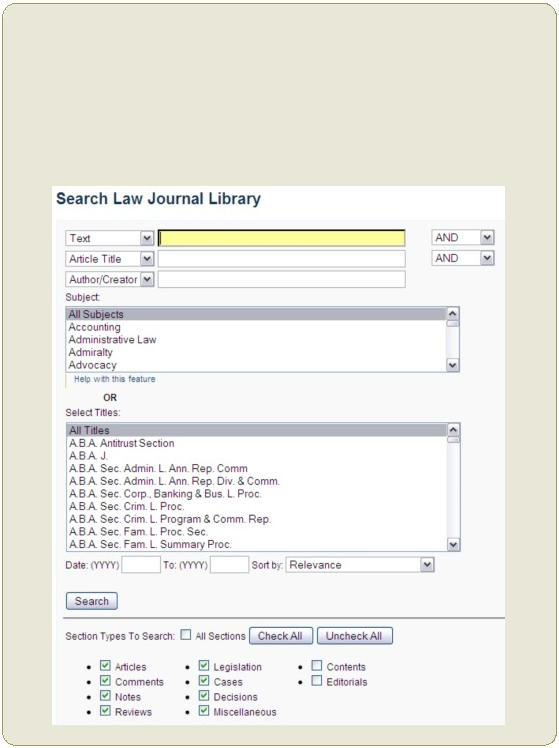 Search Law Journal Library
Text AND
Article Title AND
Author/Creator
Subject:
All Subjects
Accounting
Administrative Law
Admiralty
Advocacy
Help with this feature
OR
Select Titles:
All Titles
A.B.A. Antitrust Section
A.B.A. J.
A.B.A. Sec. Admin. L. Ann. Rep. Comm
A.B.A. Sec. Admin. L. Ann. Rep. Div. & Comm.
A.B.A. Sec. Corp., Banking & Bus. L. Proc.
A.B.A. Sec. Crim. L. Proc.
A.B.A. Sec. Crim. L. Program & Comm. Rep.
A.B.A. Sec. Fam. L. Proc. Sec.
A.B.A. Sec. Fam. L. Summary Proc.
Date: (YYYY) To: (YYYY) Sort by: Relevance
Search
Section Types To Search: All Sections Check All Uncheck All
• Articles • Legislation • Contents
• Comments • Cases • Editorials
• Notes • Decisions
• Reviews • Miscellaneous